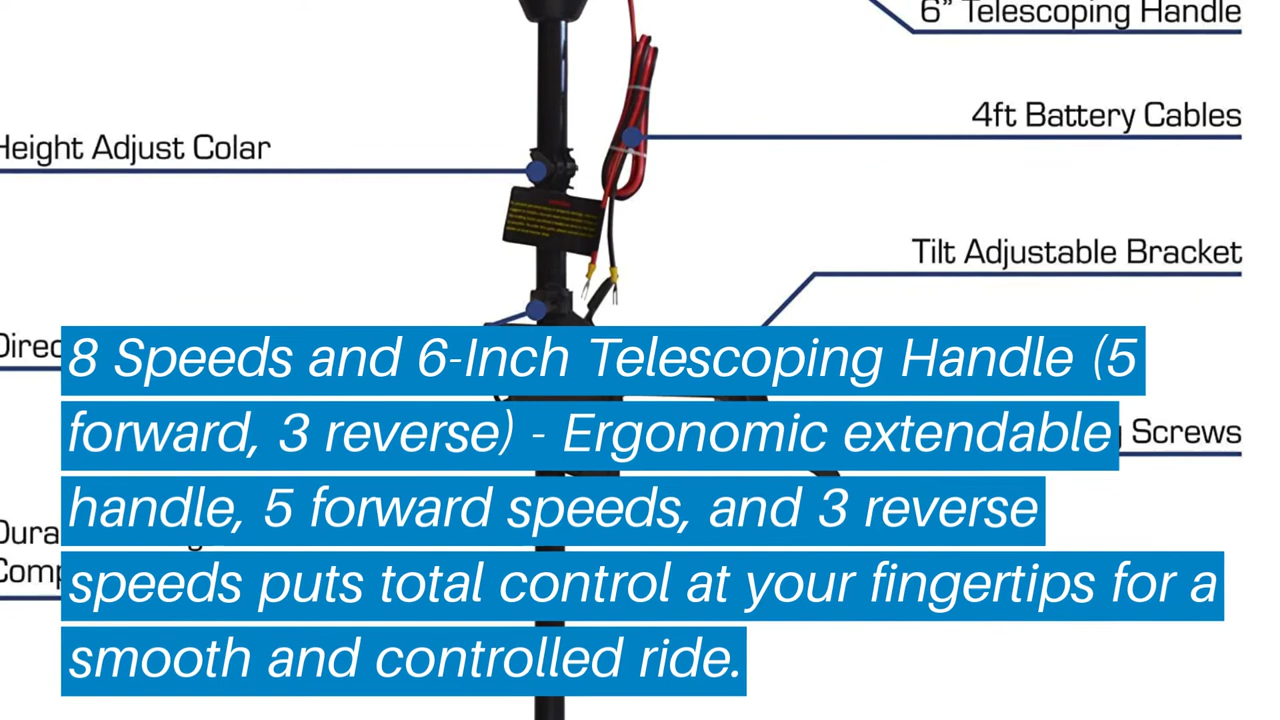 6” Telescoping Handle
4ft Battery Cables
Height Adjust Colar
Tilt Adjustable Bracket
8 Speeds and 6-Inch Telescoping Handle (5
forward, 3 reverse) - Ergonomic extendable
Screws
handle, 5 forward speeds, and 3 reverse
speeds puts total control at your fingertips for a
smooth and controlled ride.